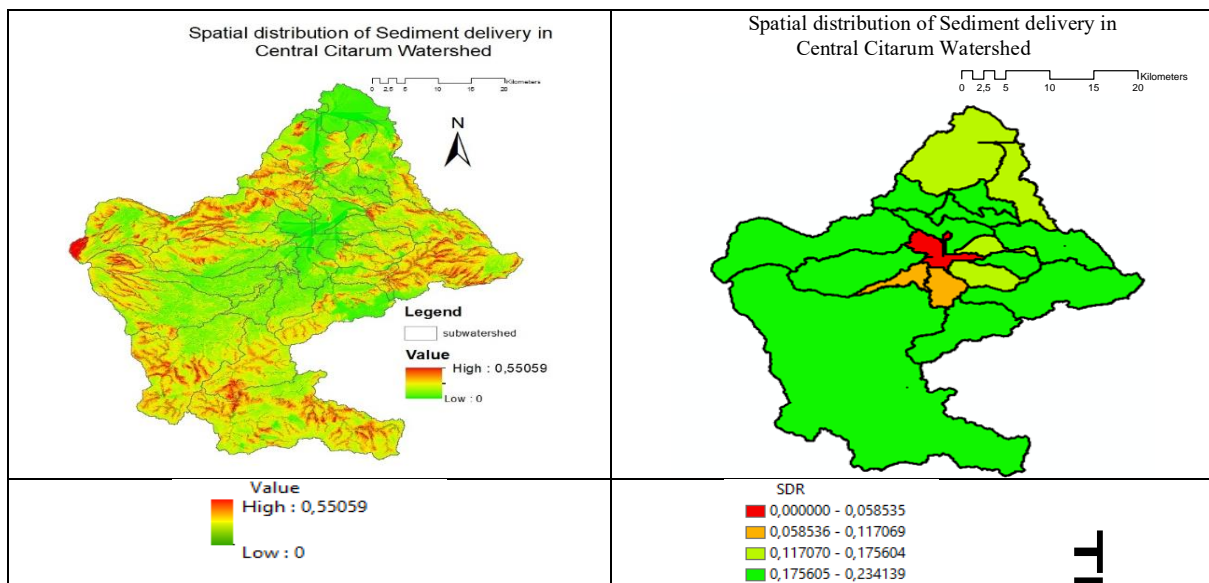 Spatial distribution of Sediment delivery in
Central Citarum Watershed
Kilometers
0 2,5 5 10 15 20
N
Legend
subwatershed
Value
High : 0,55059
Low : 0
Value
High : 0,55059
Low : 0
Spatial distribution of Sediment delivery in
Central Citarum Watershed
Kilometers
0 2,5 5 10 15 20
SDR
0,000000 - 0,058535
0,058536 - 0,117069
0,117070 - 0,175604
0,175605 - 0,234139